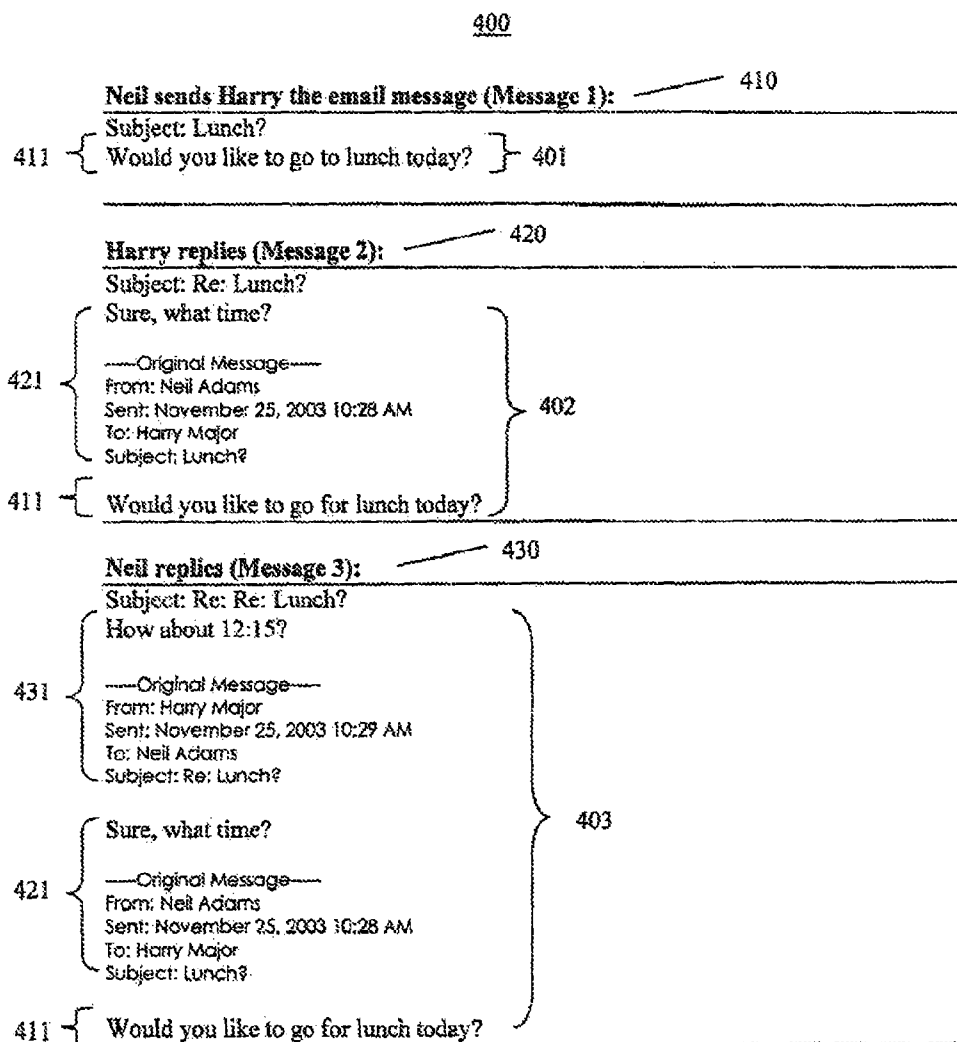 400
Neil sends Harry the email message (Message 1): 410
Subject: Lunch?
411 Would you like to go to lunch today? 401
Harry replies (Message 2): 420
Subject: Re: Lunch?
Sure, what time?
-----Original Message-----
421 From: Neil Adams
Sent: November 25, 2003 10:28 AM 402
To: Harry Major
Subject: Lunch?
411 Would you like to go for lunch today?
Neil replies (Message 3): 430
Subject: Re: Re: Lunch?
How about 12:15?
431 -----Original Message-----
From: Harry Major
Sent: November 25, 2003 10:29 AM
To: Neil Adams
Subject: Re: Lunch?
403
Sure, what time?
421 -----Original Message-----
From: Neil Adams
Sent: November 25, 2003 10:28 AM
To: Harry Major
Subject: Lunch?
411 Would you like to go for lunch today?